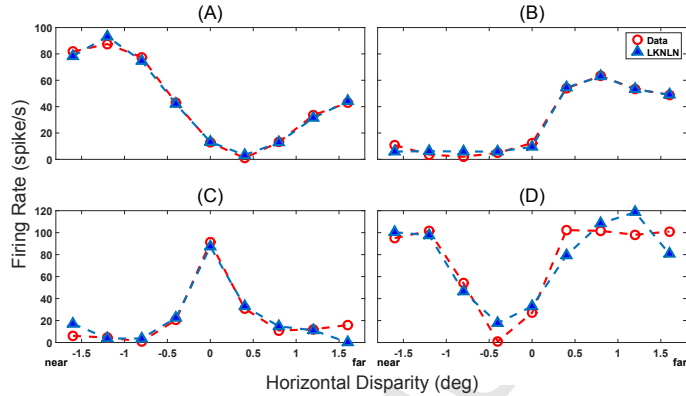 (A)
(B)
100
80
60
40
20
0
Data
LKNLN
Firing Rate (spike/s)
(C)
(D)
120
100
80
60
40
20
0
-1.5 -1 -0.5 0 0.5 1 1.5
near far
-1.5 -1 -0.5 0 0.5 1 1.5
near far
Horizontal Disparity (deg)